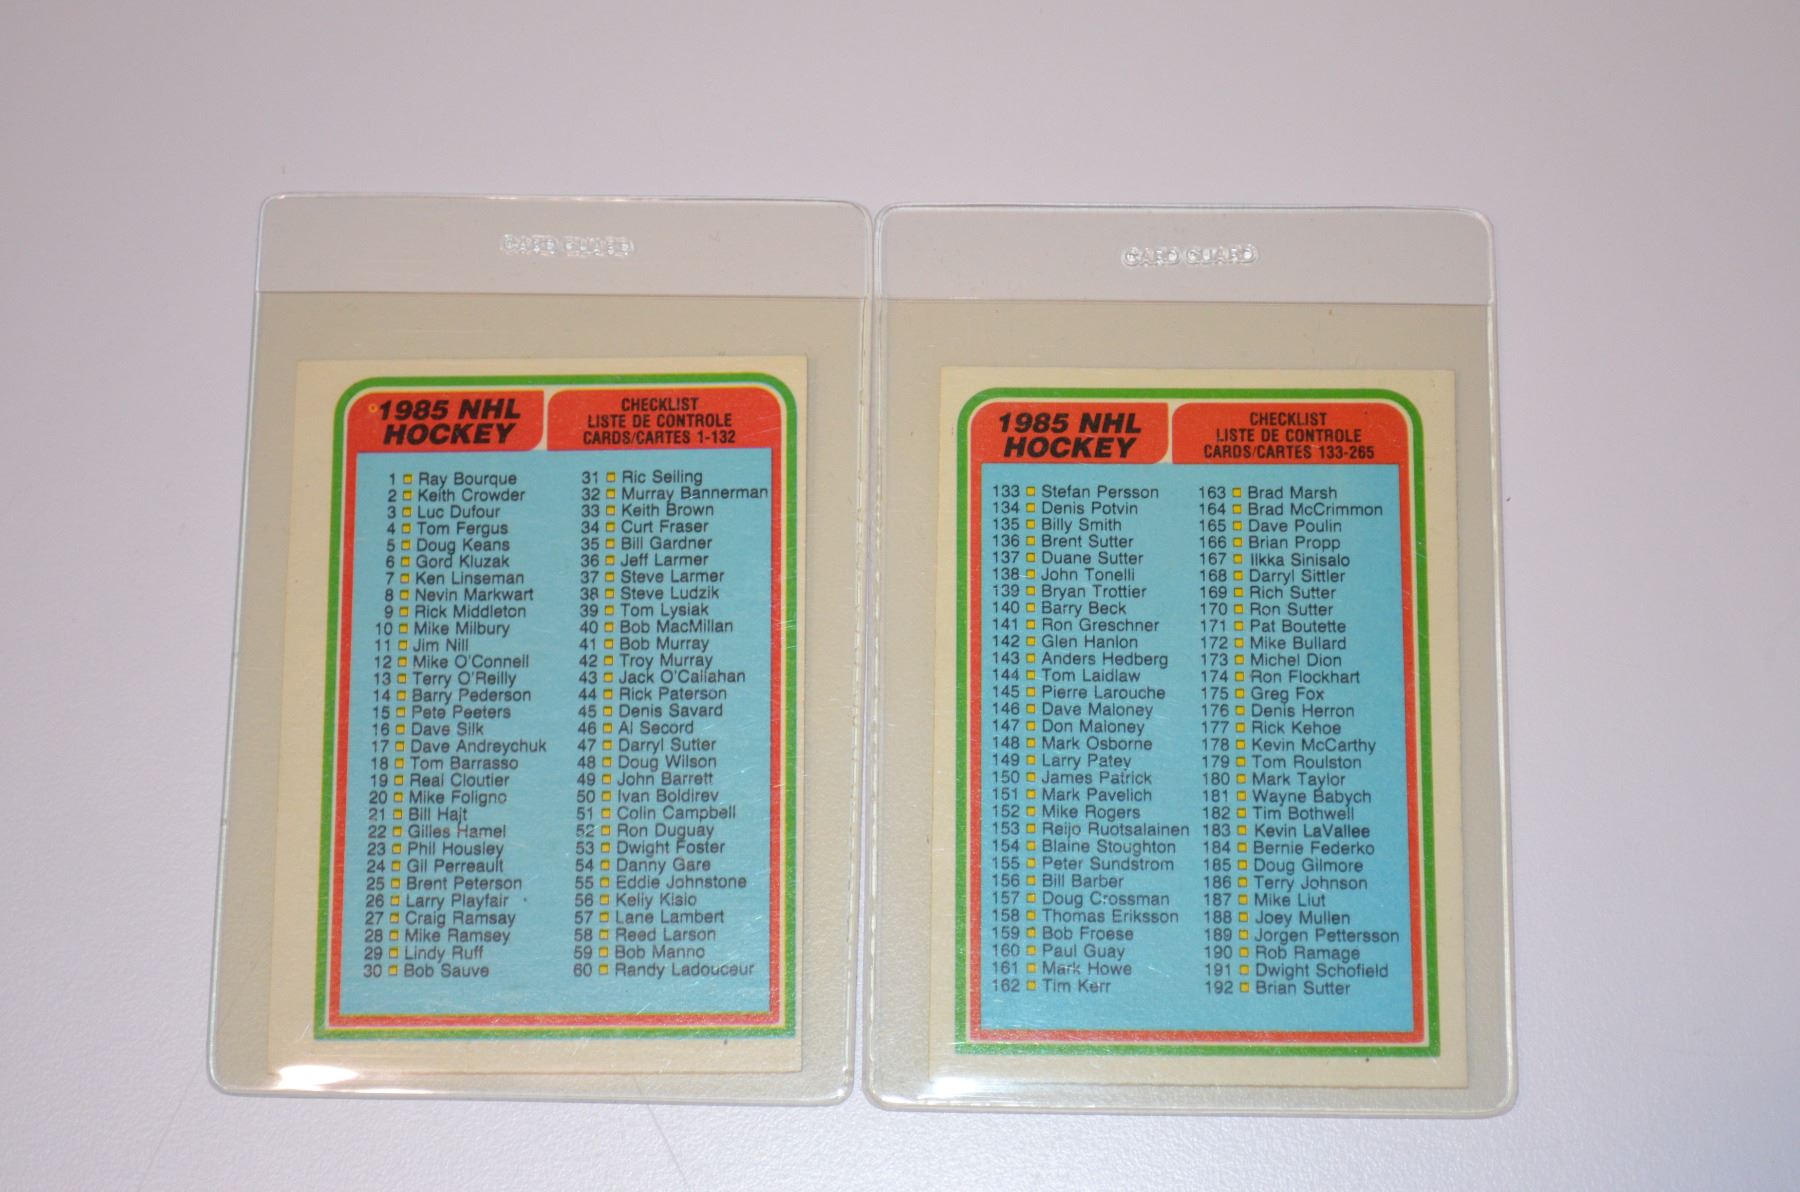 CARD GUARD
1985 NHL
HOCKEY
CHECKLIST
LISTE DE CONTROLE
CARDS/CARTES 1-132
1 Ray Bourque
2 Keith Crowder
3 Luc Dufour
4 Tom Fergus
5 Doug Keans
6 Gord Kluzak
7 Ken Linseman
8 Nevin Markwart
9 Rick Middleton
10 Mike Milbury
11 Jim Nill
12 Mike O'Connell
13 Terry O'Reilly
14 Barry Pederson
15 Pete Peeters
16 Dave Silk
17 Dave Andreychuk
18 Tom Barrasso
19 Real Cloutier
20 Mike Foligno
21 Bill Hajt
22 Gilles Hamel
23 Phil Housley
24 Gil Perreault
25 Brent Peterson
26 Larry Playfair
27 Craig Ramsay
28 Mike Ramsey
29 Lindy Ruff
30 Bob Sauve
31 Ric Seiling
32 Murray Bannerman
33 Keith Brown
34 Curt Fraser
35 Bill Gardner
36 Jeff Larmer
37 Steve Larmer
38 Steve Ludzik
39 Tom Lysiak
40 Bob MacMillan
41 Bob Murray
42 Troy Murray
43 Jack O'Callahan
44 Rick Paterson
45 Denis Savard
46 Al Secord
47 Darryl Sutter
48 Doug Wilson
49 John Barrett
50 Ivan Boldirev
51 Colin Campbell
52 Ron Duguay
53 Dwight Foster
54 Danny Gare
55 Eddie Johnstone
56 Kelly Kisio
57 Lane Lambert
58 Reed Larson
59 Bob Manno
60 Randy Ladouceur
CARD GUARD
1985 NHL
HOCKEY
CHECKLIST
LISTE DE CONTROLE
CARDS/CARTES 133-265
133 Stefan Persson
134 Denis Potvin
135 Billy Smith
136 Brent Sutter
137 Duane Sutter
138 John Tonelli
139 Bryan Trottier
140 Barry Beck
141 Ron Greschner
142 Glen Hanlon
143 Anders Hedberg
144 Tom Laidlaw
145 Pierre Larouche
146 Dave Maloney
147 Don Maloney
148 Mark Osborne
149 Larry Patey
150 James Patrick
151 Mark Pavelich
152 Mike Rogers
153 Reijo Ruotsalainen
154 Blaine Stoughton
155 Peter Sundstrom
156 Bill Barber
157 Doug Crossman
158 Thomas Eriksson
159 Bob Froese
160 Paul Guay
161 Mark Howe
162 Tim Kerr
163 Brad Marsh
164 Brad McCrimmon
165 Dave Poulin
166 Brian Propp
167 Ilkka Sinisalo
168 Darryl Sittler
169 Rich Sutter
170 Ron Sutter
171 Pat Boutette
172 Mike Bullard
173 Michel Dion
174 Ron Flockhart
175 Greg Fox
176 Denis Herron
177 Rick Kehoe
178 Kevin McCarthy
179 Tom Roulston
180 Mark Taylor
181 Wayne Babych
182 Tim Bothwell
183 Kevin LaVallee
184 Bernie Federko
185 Doug Gilmore
186 Terry Johnson
187 Mike Liut
188 Joey Mullen
189 Jorgen Pettersson
190 Rob Ramage
191 Dwight Schofield
192 Brian Sutter